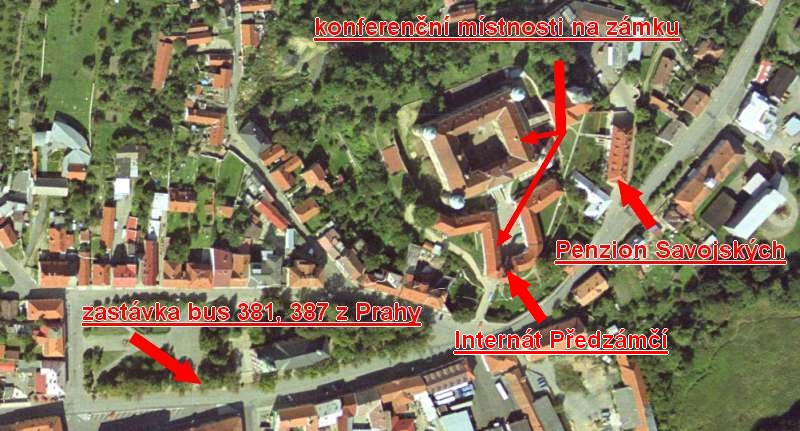 konferenční místnosti na zámku
Penzion Savojských
zastávka bus 381, 387 z Prahy
Internát Předzámčí